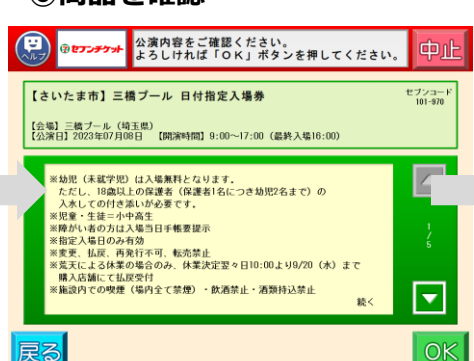 ③商品を確認
ヘルプ
セブンチケット
公演内容をご確認ください。
よろしければ「OK」ボタンを押してください。
中止
【さいたま市】三橋プール 日付指定入場券
セブンコード
101-970
【会場】三橋プール（埼玉県）
【公演日】2023年07月08日 【開演時間】9:00～17:00（最終入場16:00）
※幼児（未就学児）は入場無料となります。
ただし、18歳以上の保護者（保護者1名につき幼児2名まで）の
入水しての付き添いが必要です。
※児童・生徒＝小中高生
※障がい者の方は入場当日手帳要提示
※指定入場日のみ有効
※変更、払戻、再発行不可、転売禁止
※荒天による休業の場合のみ、休業決定翌々日10:00より9/20（水）まで
購入店舗にて払戻受付
※施設内での喫煙（場内全て禁煙）・飲酒禁止・酒類持込禁止
続く
1/5
戻る
OK